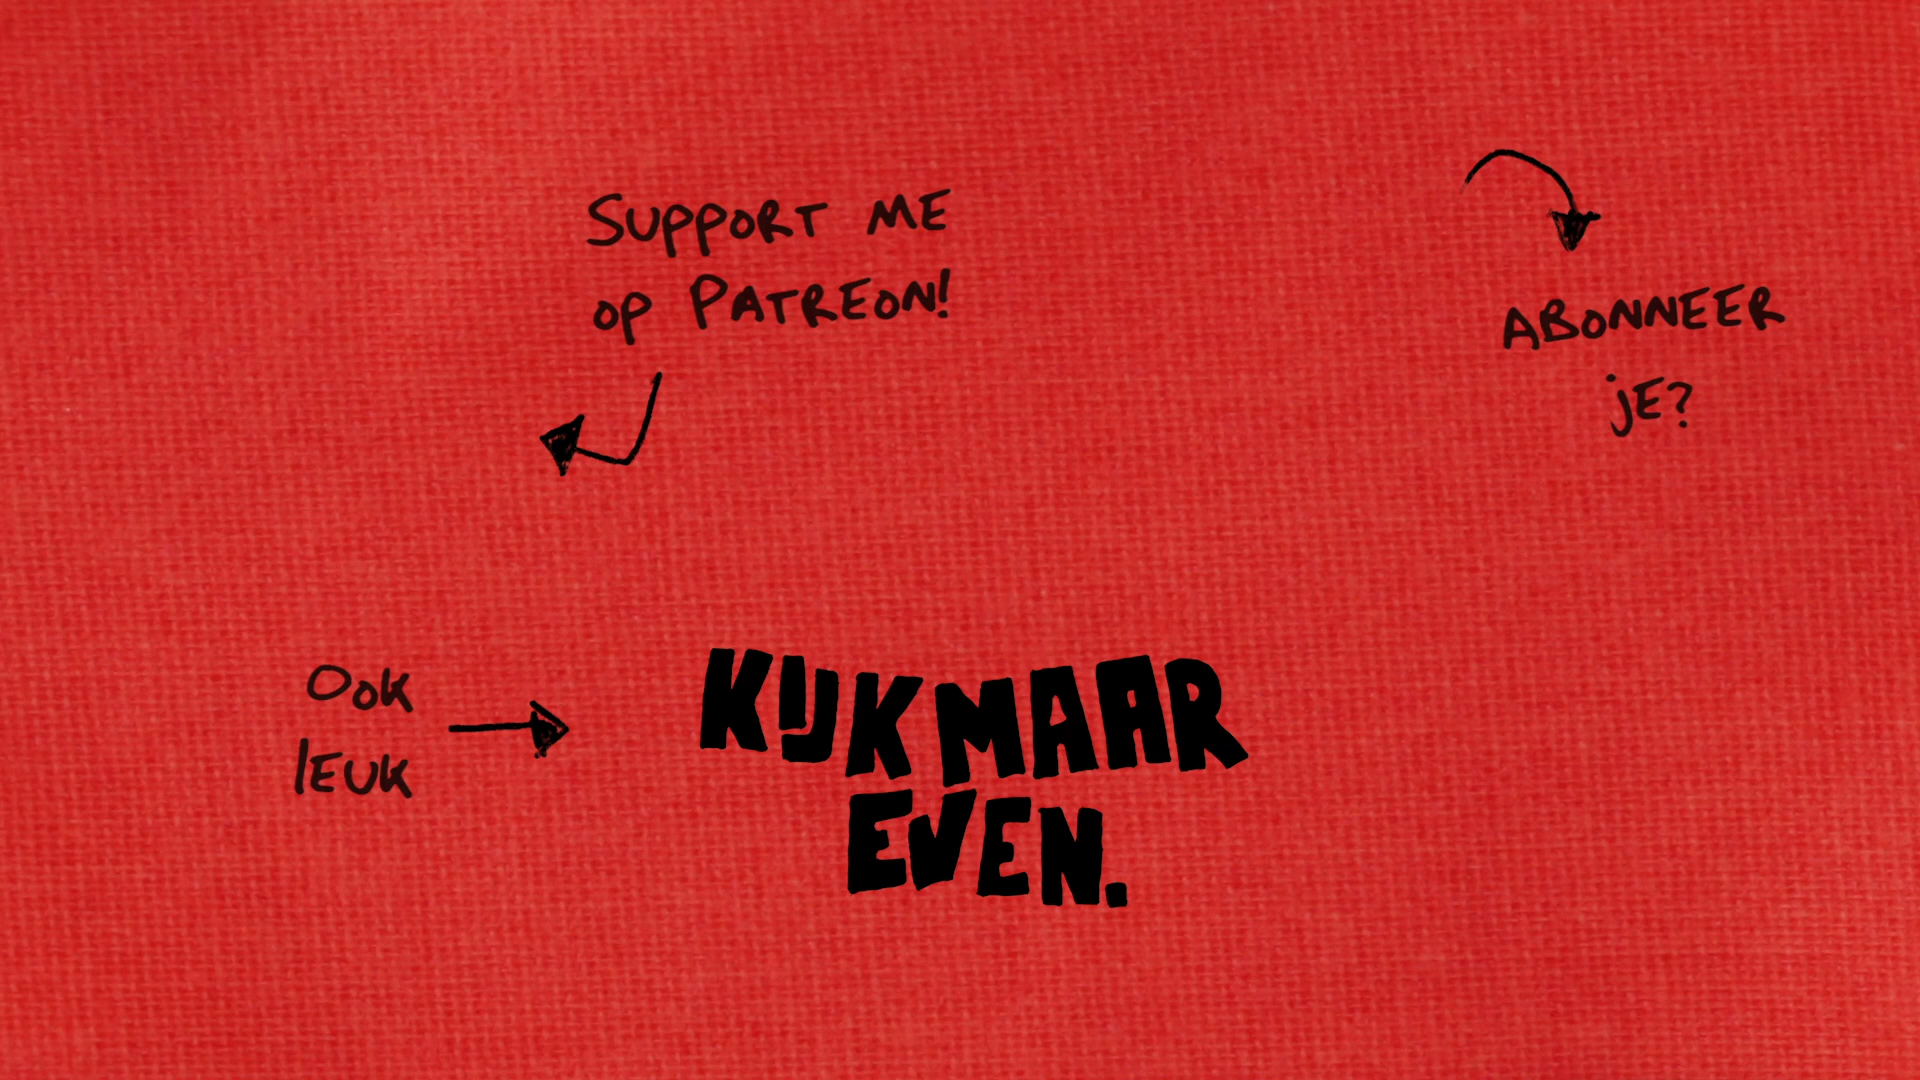 SUPPORT ME
OP PATREON!
ABONNEER
jE?
OOK
lEUK
KIJK MAAR
EVEN.